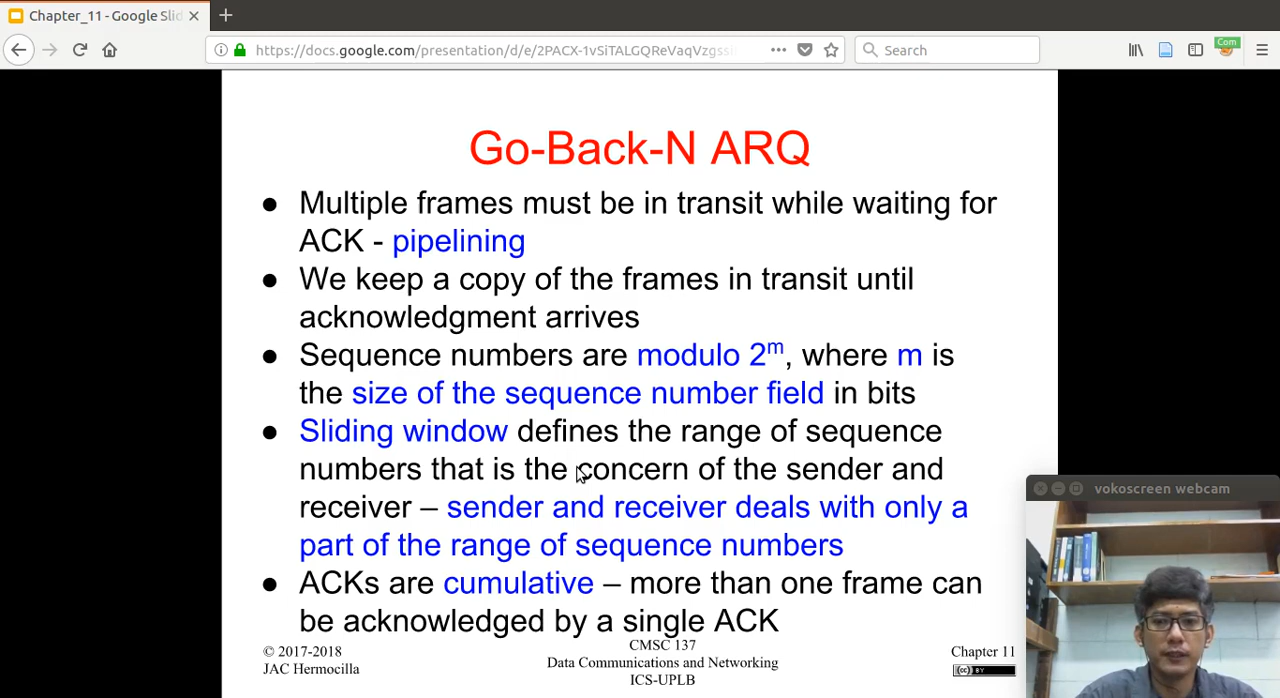 Chapter_11 - Google Slid
https://docs.google.com/presentation/d/e/2PACX-1vSiTALGQReVaqVzgss
Search
Com
Go-Back-N ARQ
● Multiple frames must be in transit while waiting for
ACK - pipelining
● We keep a copy of the frames in transit until
acknowledgment arrives
● Sequence numbers are modulo 2ᵐ, where m is
the size of the sequence number field in bits
● Sliding window defines the range of sequence
numbers that is the concern of the sender and
receiver – sender and receiver deals with only a
part of the range of sequence numbers
● ACKs are cumulative – more than one frame can
be acknowledged by a single ACK
© 2017-2018
JAC Hermocilla
CMSC 137
Data Communications and Networking
ICS-UPLB
Chapter 11
cc BY
vokoscreen webcam